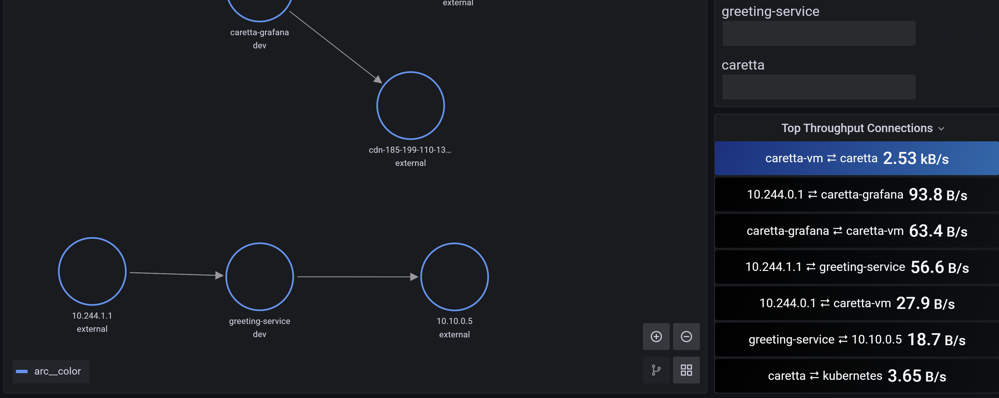 external
caretta-grafana
dev
cdn-185-199-110-13...
external
10.244.1.1
external
greeting-service
dev
10.10.0.5
external
arc__color
greeting-service
caretta
Top Throughput Connections
caretta-vm ⇄ caretta 2.53 kB/s
10.244.0.1 ⇄ caretta-grafana 93.8 B/s
caretta-grafana ⇄ caretta-vm 63.4 B/s
10.244.1.1 ⇄ greeting-service 56.6 B/s
10.244.0.1 ⇄ caretta-vm 27.9 B/s
greeting-service ⇄ 10.10.0.5 18.7 B/s
caretta ⇄ kubernetes 3.65 B/s